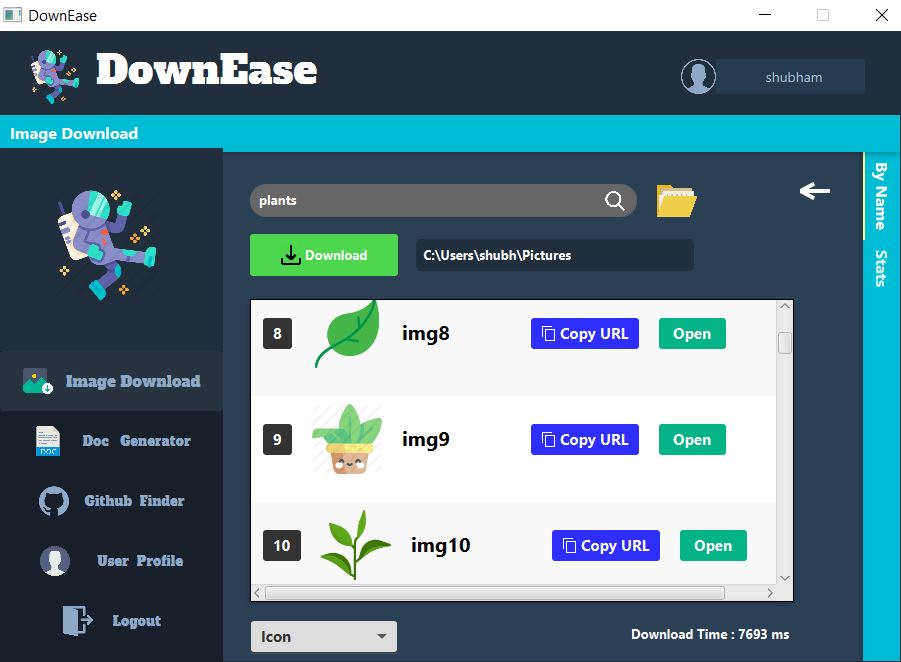 DownEase
DownEase
shubham
Image Download
plants
By Name
Download
C:\Users\shubh\Pictures
Stats
8 img8 Copy URL Open
9 img9 Copy URL Open
10 img10 Copy URL Open
Image Download
Doc Generator
DOC
Github Finder
User Profile
Logout
Icon
Download Time : 7693 ms